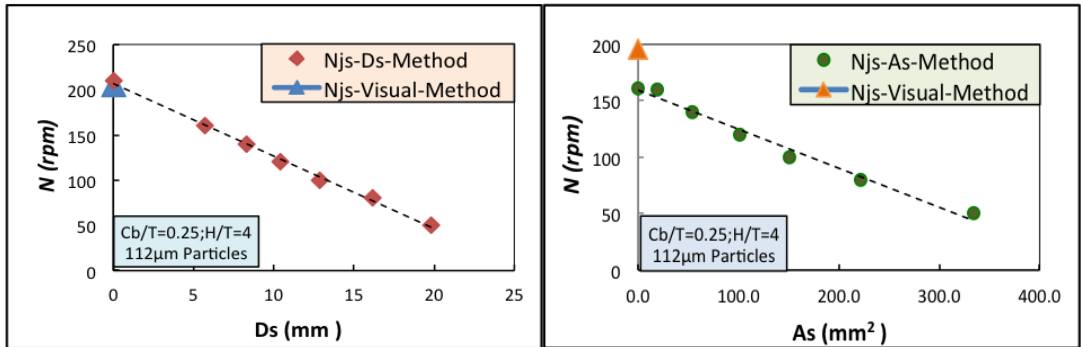 250
200
150
100
50
0
N (rpm)
Njs-Ds-Method
Njs-Visual-Method
Cb/T=0.25;H/T=4
112µm Particles
0 5 10 15 20 25
Ds (mm )
200
150
100
50
0
N (rpm)
Njs-As-Method
Njs-Visual-Method
Cb/T=0.25;H/T=4
112µm Particles
0.0 100.0 200.0 300.0 400.0
As (mm²)